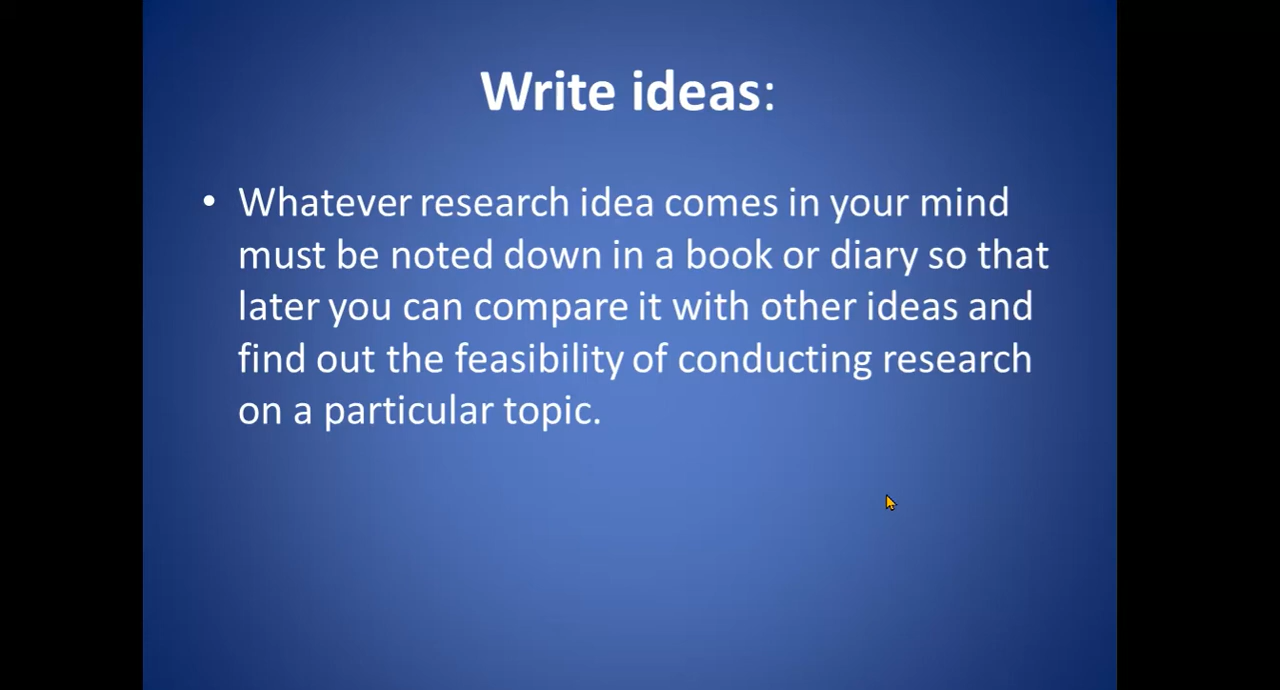 Write ideas:
• Whatever research idea comes in your mind
must be noted down in a book or diary so that
later you can compare it with other ideas and
find out the feasibility of conducting research
on a particular topic.